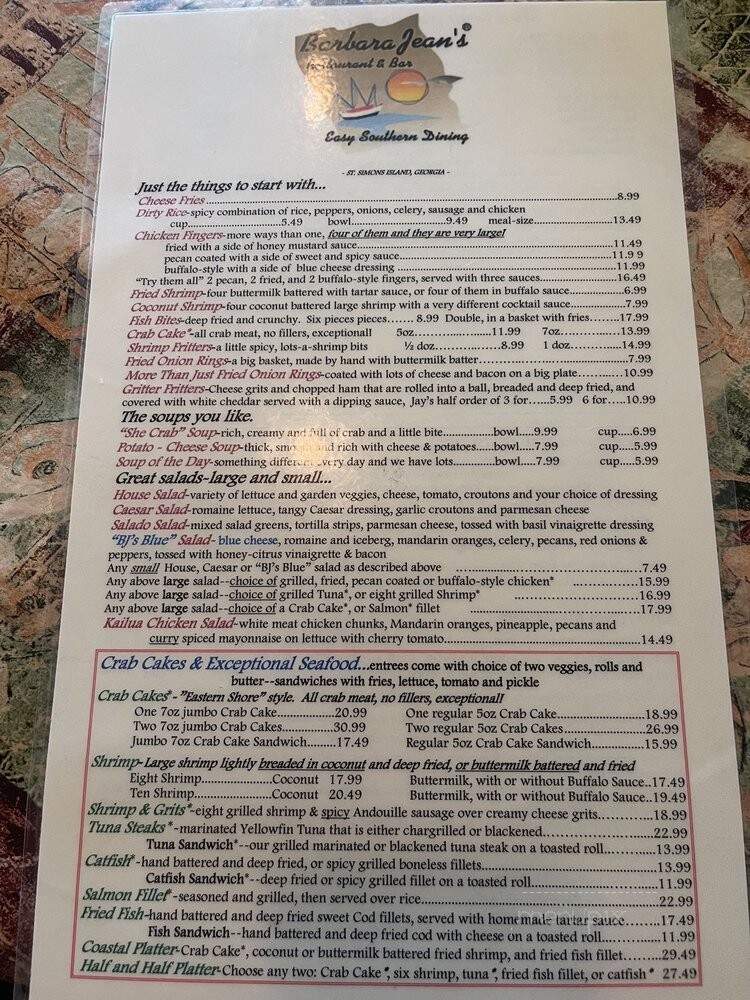 Barbara Jean's®
Restaurant & Bar
Easy Southern Dining
- ST. SIMONS ISLAND, GEORGIA -
Just the things to start with...
Cheese Fries......8.99
Dirty Rice-spicy combination of rice, peppers, onions, celery, sausage and chicken
cup......5.49 bowl......9.49 meal-size......13.49
Chicken Fingers-more ways than one, four of them and they are very large!
fried with a side of honey mustard sauce......11.49
pecan coated with a side of sweet and spicy sauce......11.9 9
buffalo-style with a side of blue cheese dressing ......11.99
"Try them all" 2 pecan, 2 fried, and 2 buffalo-style fingers, served with three sauces......16.49
Fried Shrimp-four buttermilk battered with tartar sauce, or four of them in buffalo sauce......6.99
Coconut Shrimp-four coconut battered large shrimp with a very different cocktail sauce......7.99
Fish Bites-deep fried and crunchy. Six pieces pieces...... 8.99 Double, in a basket with fries......17.99
Crab Cake*-all crab meat, no fillers, exceptional! 5oz......11.99 7oz......13.99
Shrimp Fritters-a little spicy, lots-a-shrimp bits ½ doz......8.99 1 doz......14.99
Fried Onion Rings-a big basket, made by hand with buttermilk batter......7.99
More Than Just Fried Onion Rings-coated with lots of cheese and bacon on a big plate......10.99
Gritter Fritters-Cheese grits and chopped ham that are rolled into a ball, breaded and deep fried, and
covered with white cheddar served with a dipping sauce, Jay's half order of 3 for......5.99 6 for.....10.99
The soups you like.
"She Crab" Soup-rich, creamy and full of crab and a little bite......bowl....9.99 cup....6.99
Potato - Cheese Soup-thick, and rich with cheese & potatoes.....bowl....7.99 cup....5.99
Soup of the Day-something different every day and we have lots......bowl.....7.99 cup....5.99
Great salads-large and small...
House Salad-variety of lettuce and garden veggies, cheese, tomato, croutons and your choice of dressing
Caesar Salad-romaine lettuce, tangy Caesar dressing, garlic croutons and parmesan cheese
Salado Salad-mixed salad greens, tortilla strips, parmesan cheese, tossed with basil vinaigrette dressing
"BJ's Blue" Salad- blue cheese, romaine and iceberg, mandarin oranges, celery, pecans, red onions &
peppers, tossed with honey-citrus vinaigrette & bacon
Any small House, Caesar or "BJ's Blue" salad as described above ......7.49
Any above large salad--choice of grilled, fried, pecan coated or buffalo-style chicken* ......15.99
Any above large salad--choice of grilled Tuna*, or eight grilled Shrimp* ......16.99
Any above large salad--choice of a Crab Cake*, or Salmon* fillet ......17.99
Kailua Chicken Salad-white meat chicken chunks, Mandarin oranges, pineapple, pecans and
curry spiced mayonnaise on lettuce with cherry tomato......14.49
Crab Cakes & Exceptional Seafood...entrees come with choice of two veggies, rolls and
butter--sandwiches with fries, lettuce, tomato and pickle
Crab Cakes*- "Eastern Shore" style. All crab meat, no fillers, exceptional!
One 7oz jumbo Crab Cake......20.99 One regular 5oz Crab Cake......18.99
Two 7oz jumbo Crab Cakes......30.99 Two regular 5oz Crab Cakes......26.99
Jumbo 7oz Crab Cake Sandwich......17.49 Regular 5oz Crab Cake Sandwich......15.99
Shrimp-Large shrimp lightly breaded in coconut and deep fried, or buttermilk battered and fried
Eight Shrimp......Coconut 17.99 Buttermilk, with or without Buffalo Sauce..17.49
Ten Shrimp......Coconut 20.49 Buttermilk, with or without Buffalo Sauce..19.49
Shrimp & Grits*-eight grilled shrimp & spicy Andouille sausage over creamy cheese grits......18.99
Tuna Steaks*-marinated Yellowfin Tuna that is either chargrilled or blackened......22.99
Tuna Sandwich*--our grilled marinated or blackened tuna steak on a toasted roll......13.99
Catfish*-hand battered and deep fried, or spicy grilled boneless fillets......13.99
Catfish Sandwich*--deep fried or spicy grilled fillet on a toasted roll......11.99
Salmon Fillet*-seasoned and grilled, then served over rice......22.99
Fried Fish-hand battered and deep fried sweet Cod fillets, served with homemade tartar sauce......17.49
Fish Sandwich--hand battered and deep fried cod with cheese on a toasted roll......11.99
Coastal Platter-Crab Cake*, coconut or buttermilk battered fried shrimp, and fried fish fillet......29.49
Half and Half Platter-Choose any two: Crab Cake*, six shrimp, tuna*, fried fish fillet, or catfish* 27.49